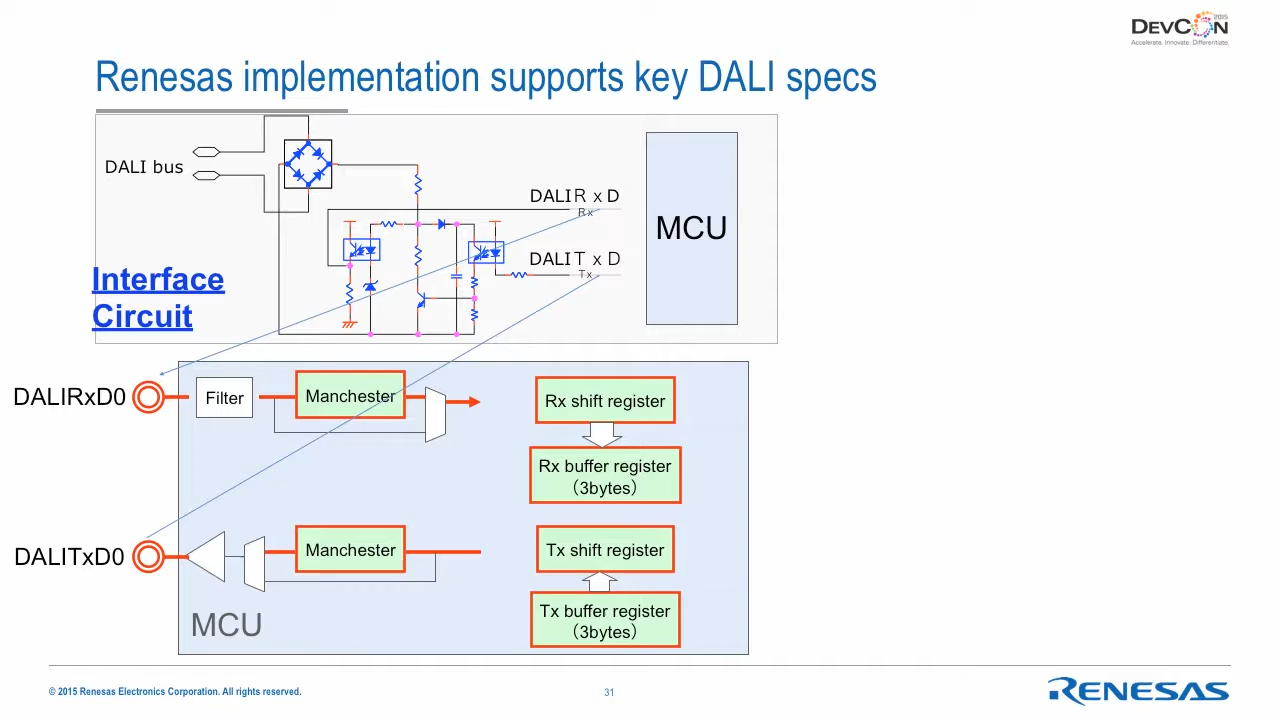 2015
DEVCON
Accelerate. Innovate. Differentiate.
Renesas implementation supports key DALI specs
DALI bus
DALIR x D
Rx
MCU
DALIT x D
Tx
Interface
Circuit
DALIRxD0
Filter
Manchester
Rx shift register
Rx buffer register
（3bytes）
DALITxD0
Manchester
Tx shift register
Tx buffer register
（3bytes）
MCU
© 2015 Renesas Electronics Corporation. All rights reserved.
31
RENESAS